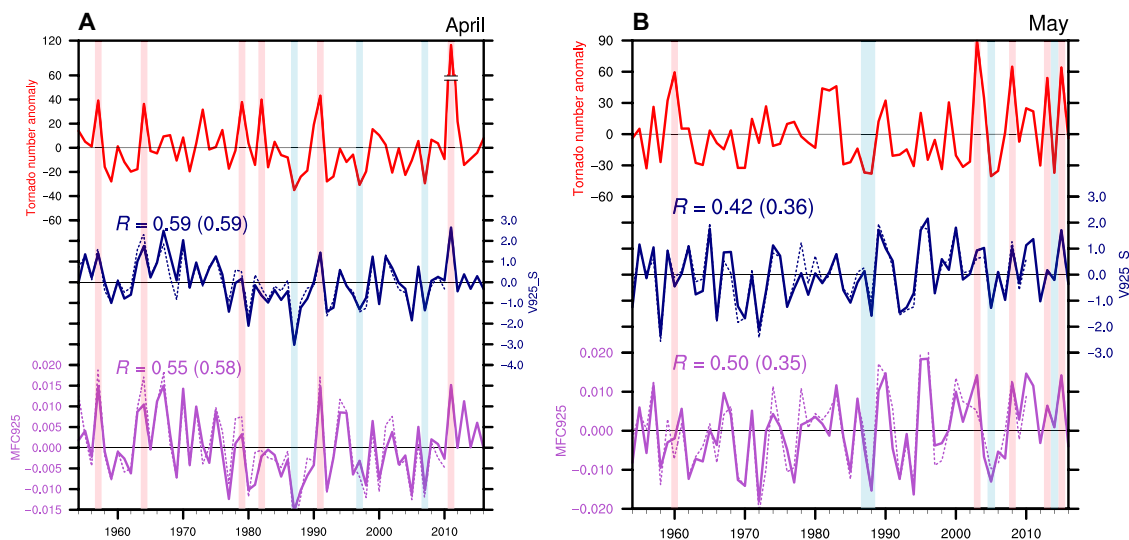 A
April
Tornado number anomaly
120
60
40
20
0
−20
−40
−60
R = 0.59 (0.59)
V925_S
3.0
2.0
1.0
0.0
−1.0
−2.0
−3.0
−4.0
R = 0.55 (0.58)
MFC925
0.020
0.015
0.010
0.005
0.000
−0.005
−0.010
−0.015
1960 1970 1980 1990 2000 2010
B
May
Tornado number anomaly
90
60
30
0
−30
−60
R = 0.42 (0.36)
V925_S
3.0
2.0
1.0
0.0
−1.0
−2.0
−3.0
R = 0.50 (0.35)
MFC925
0.020
0.010
0.000
−0.010
−0.020
1960 1970 1980 1990 2000 2010